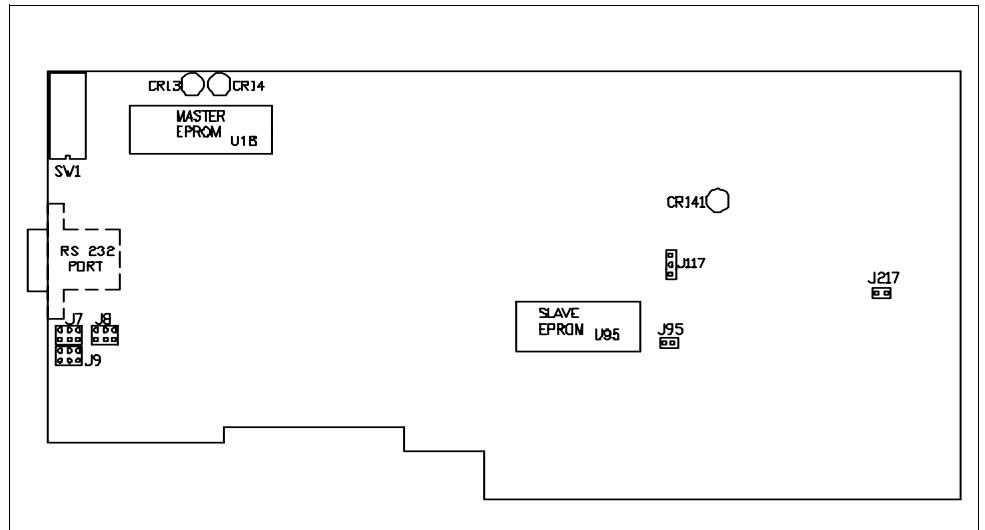 CR13
CR14
MASTER
EPROM
U18
SW1
CR141
RS 232
PORT
J117
J217
J7
J8
SLAVE
EPROM
U95
J95
J9